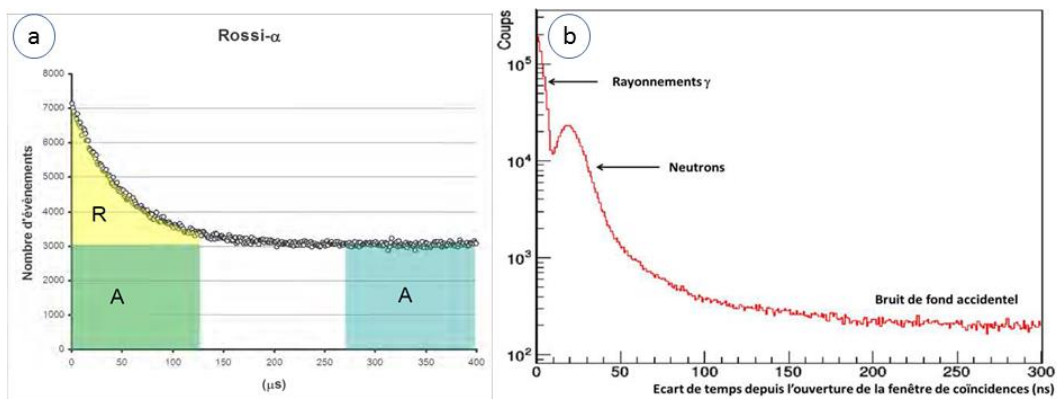 a
Rossi-α
8000
7000
6000
5000
4000
3000
2000
1000
0
Nombre d'événements
R
A
A
0 50 100 150 200 250 300 350 400
(µs)
b
Coups
10⁵
10⁴
10³
10²
Rayonnements γ
Neutrons
Bruit de fond accidentel
0 50 100 150 200 250 300
Ecart de temps depuis l'ouverture de la fenêtre de coïncidences (ns)